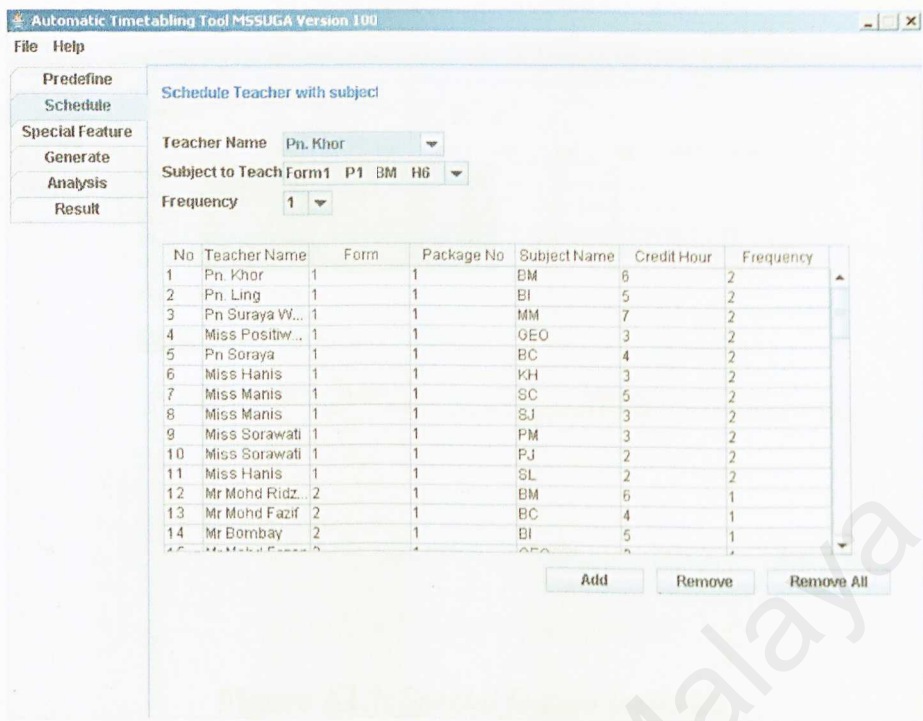 Automatic Timetabling Tool MSSUGA Version 100
File Help
Predefine
Schedule
Special Feature
Generate
Analysis
Result
Schedule Teacher with subject
Teacher Name Pn. Khor
Subject to Teach Form1 P1 BM H6
Frequency 1
No Teacher Name Form Package No Subject Name Credit Hour Frequency
1 Pn. Khor 1 1 BM 6 2
2 Pn. Ling 1 1 BI 5 2
3 Pn Suraya W... 1 1 MM 7 2
4 Miss Positiw... 1 1 GEO 3 2
5 Pn Soraya 1 1 BC 4 2
6 Miss Hanis 1 1 KH 3 2
7 Miss Manis 1 1 SC 5 2
8 Miss Manis 1 1 SJ 3 2
9 Miss Sorawati 1 1 PM 3 2
10 Miss Sorawati 1 1 PJ 2 2
11 Miss Hanis 1 1 SL 2 2
12 Mr Mohd Ridz... 2 1 BM 6 1
13 Mr Mohd Fazif 2 1 BC 4 1
14 Mr Bombay 2 1 BI 5 1
Add Remove Remove All
Malaya